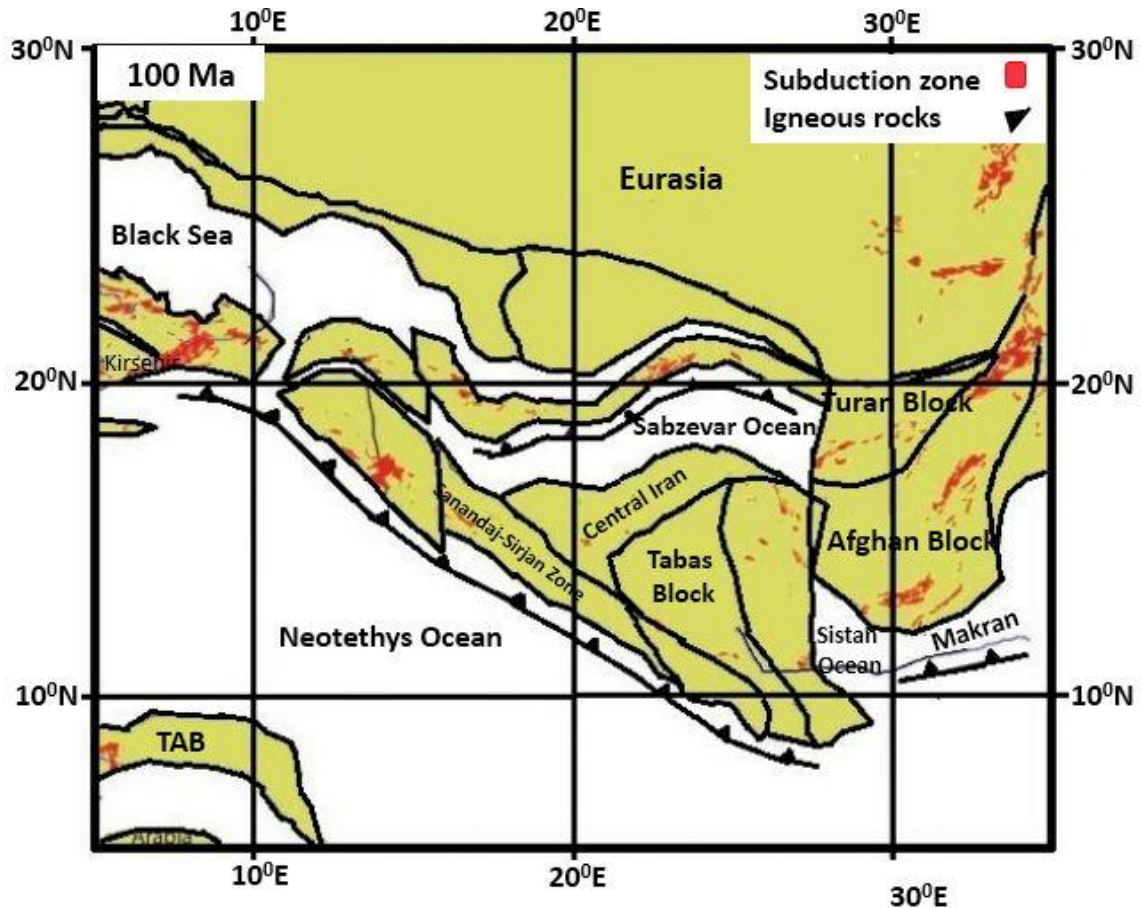 10⁰E 20⁰E 30⁰E
30⁰N 30⁰N
100 Ma
Subduction zone
Igneous rocks
Eurasia
Black Sea
Kirsehir
20⁰N 20⁰N
Turan Block
Sabzevar Ocean
Central Iran
Sanandaj-Sirjan Zone
Afghan Block
Tabas
Block
Neotethys Ocean
Sistan
Ocean
Makran
10⁰N 10⁰N
TAB
Arabia
10⁰E 20⁰E 30⁰E